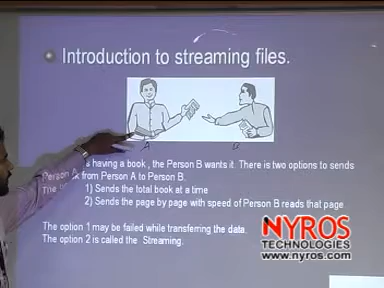 Introduction to streaming files.
A B
Person A is having a book , the Person B wants it. There is two options to sends
The book from Person A to Person B.
1) Sends the total book at a time
2) Sends the page by page with speed of Person B reads that page.
The option 1 may be failed while transferring the data.
The option 2 is called the Streaming.
NYROS
TECHNOLOGIES
www.nyros.com